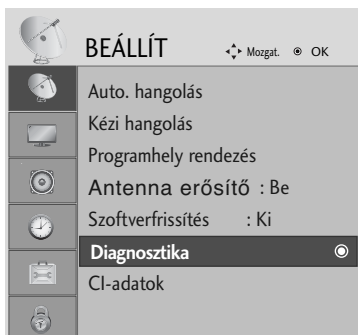 BEÁLLÍT Mozgat. OK
Auto. hangolás
Kézi hangolás
Programhely rendezés
Antenna erősítő : Be
Szoftverfrissítés : Ki
Diagnosztika
CI-adatok